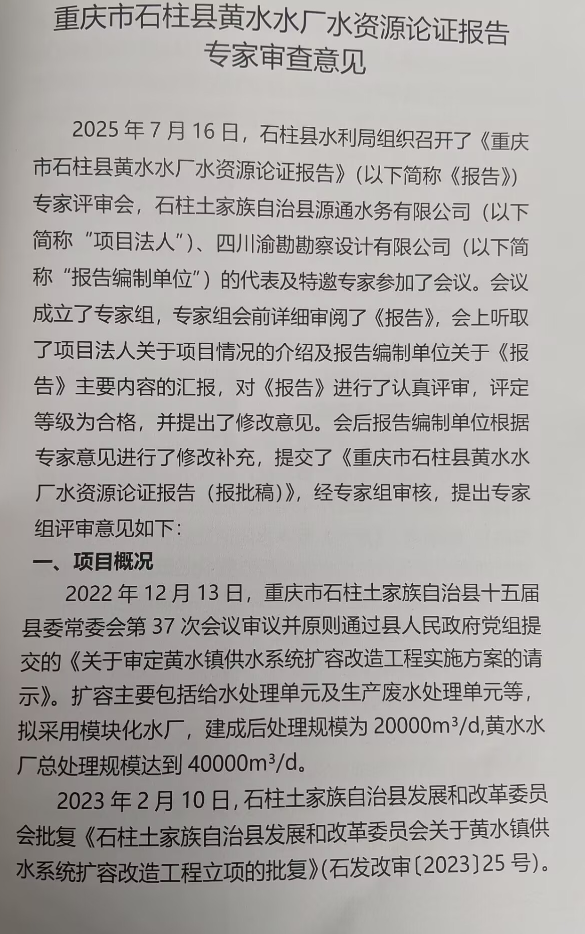 重庆市石柱县黄水水厂水资源论证报告
专家审查意见
2025年7月16日，石柱县水利局组织召开了《重庆
市石柱县黄水水厂水资源论证报告》（以下简称《报告》）
专家评审会，石柱土家族自治县源通水务有限公司（以下
简称“项目法人”）、四川渝勘勘察设计有限公司（以下简
称“报告编制单位”）的代表及特邀专家参加了会议。会议
成立了专家组，专家组会前详细审阅了《报告》，会上听取
了项目法人关于项目情况的介绍及报告编制单位关于《报
告》主要内容的汇报，对《报告》进行了认真评审，评定
等级为合格，并提出了修改意见。会后报告编制单位根据
专家意见进行了修改补充，提交了《重庆市石柱县黄水水
厂水资源论证报告（报批稿）》，经专家组审核，提出专家
组评审意见如下：
一、项目概况
2022年12月13日，重庆市石柱土家族自治县十五届
县委常委会第37次会议审议并原则通过县人民政府党组提
交的《关于审定黄水镇供水系统扩容改造工程实施方案的请
示》。扩容主要包括给水处理单元及生产废水处理单元等，
拟采用模块化水厂，建成后处理规模为20000m³/d,黄水水
厂总处理规模达到40000m³/d。
2023年2月10日,石柱土家族自治县发展和改革委员
会批复《石柱土家族自治县发展和改革委员会关于黄水镇供
水系统扩容改造工程立项的批复》(石发改审〔2023〕25号)。